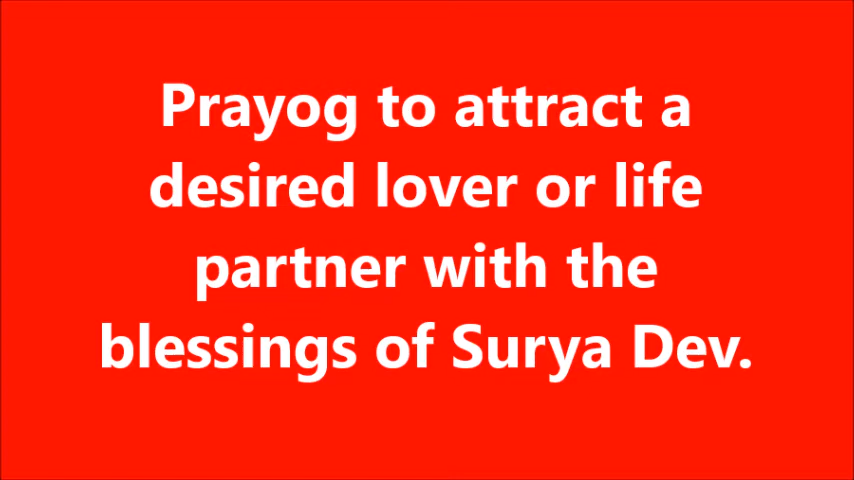 Prayog to attract a
desired lover or life
partner with the
blessings of Surya Dev.